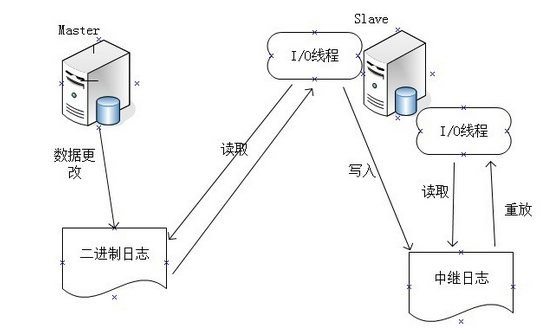 Master
Slave
I/O线程
I/O线程
数据更
改
读取
写入
读取
重放
二进制日志
中继日志